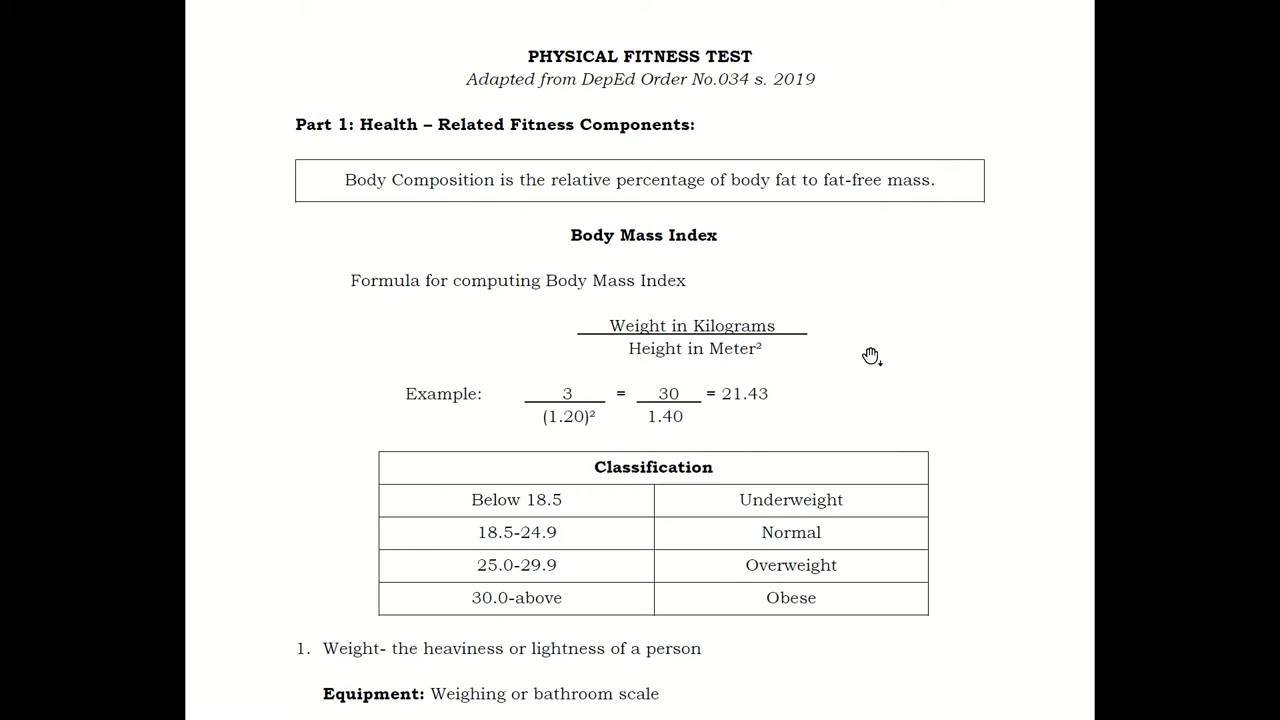 PHYSICAL FITNESS TEST
Adapted from DepEd Order No.034 s. 2019
Part 1: Health – Related Fitness Components:
Body Composition is the relative percentage of body fat to fat-free mass.
Body Mass Index
Formula for computing Body Mass Index
Weight in Kilograms
Height in Meter²
Example: 3 = 30 = 21.43
(1.20)² 1.40
Classification
Below 18.5 Underweight
18.5-24.9 Normal
25.0-29.9 Overweight
30.0-above Obese
1. Weight- the heaviness or lightness of a person
Equipment: Weighing or bathroom scale